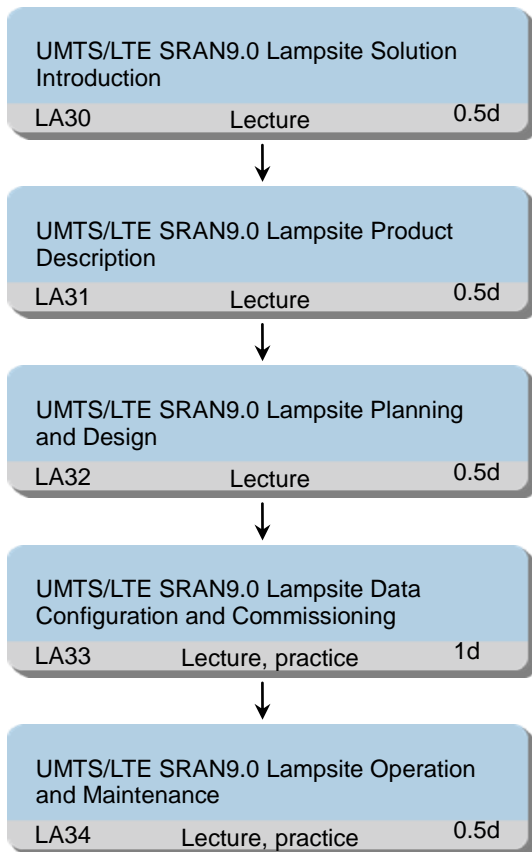 UMTS/LTE SRAN9.0 Lampsite Solution
Introduction
LA30 Lecture 0.5d
UMTS/LTE SRAN9.0 Lampsite Product
Description
LA31 Lecture 0.5d
UMTS/LTE SRAN9.0 Lampsite Planning
and Design
LA32 Lecture 0.5d
UMTS/LTE SRAN9.0 Lampsite Data
Configuration and Commissioning
LA33 Lecture, practice 1d
UMTS/LTE SRAN9.0 Lampsite Operation
and Maintenance
LA34 Lecture, practice 0.5d